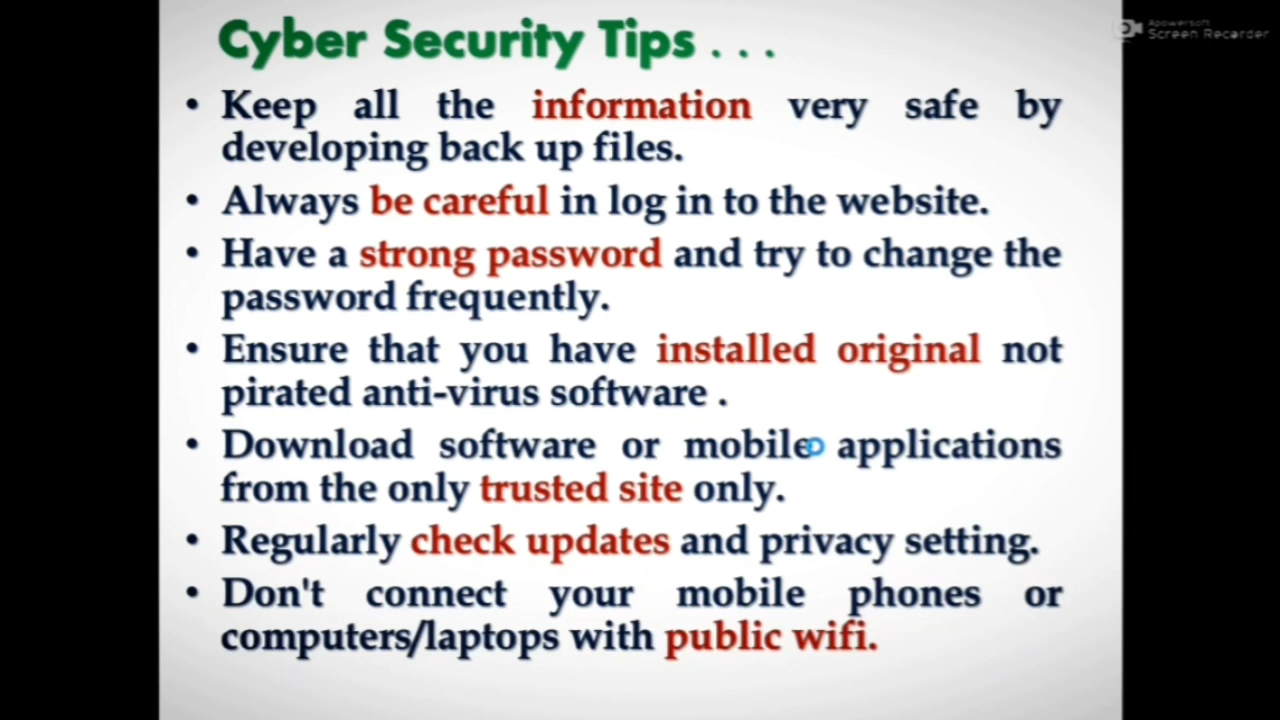 Cyber Security Tips . . .
Apowersoft
Screen Recorder
• Keep all the information very safe by
developing back up files.
• Always be careful in log in to the website.
• Have a strong password and try to change the
password frequently.
• Ensure that you have installed original not
pirated anti-virus software .
• Download software or mobile applications
from the only trusted site only.
• Regularly check updates and privacy setting.
• Don't connect your mobile phones or
computers/laptops with public wifi.